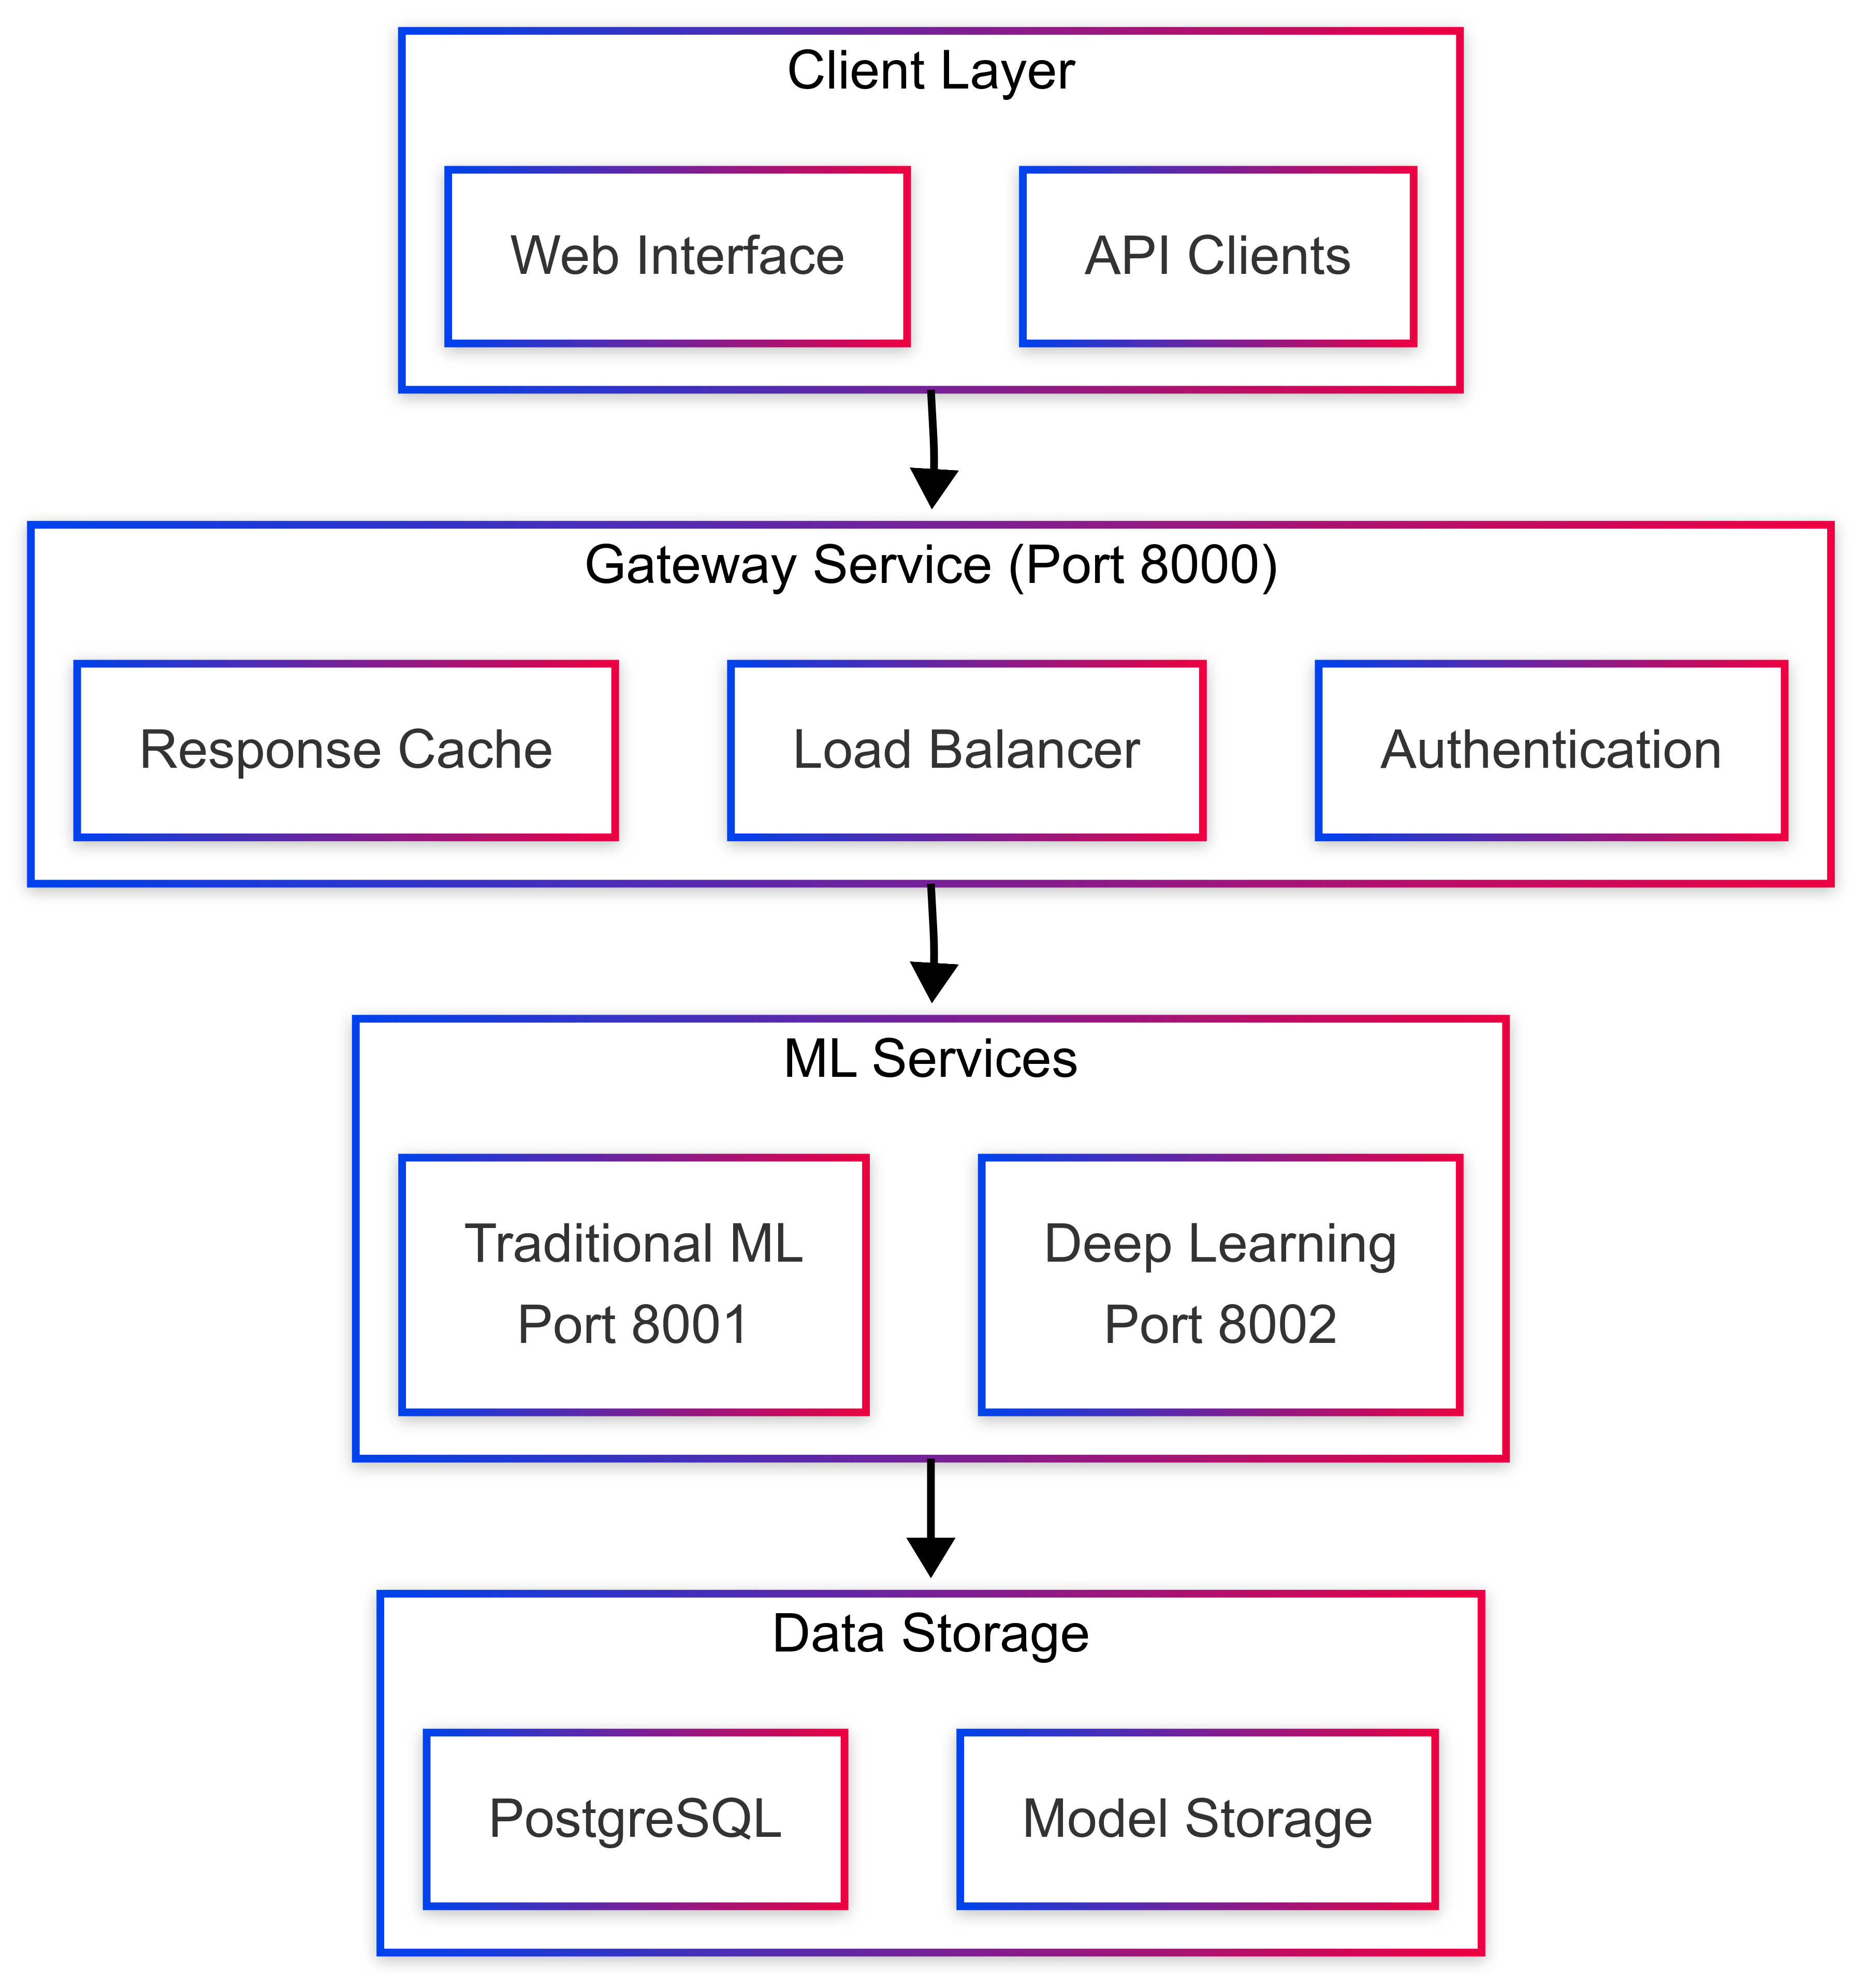 Client Layer
Web Interface
API Clients
Gateway Service (Port 8000)
Response Cache
Load Balancer
Authentication
ML Services
Traditional ML
Port 8001
Deep Learning
Port 8002
Data Storage
PostgreSQL
Model Storage